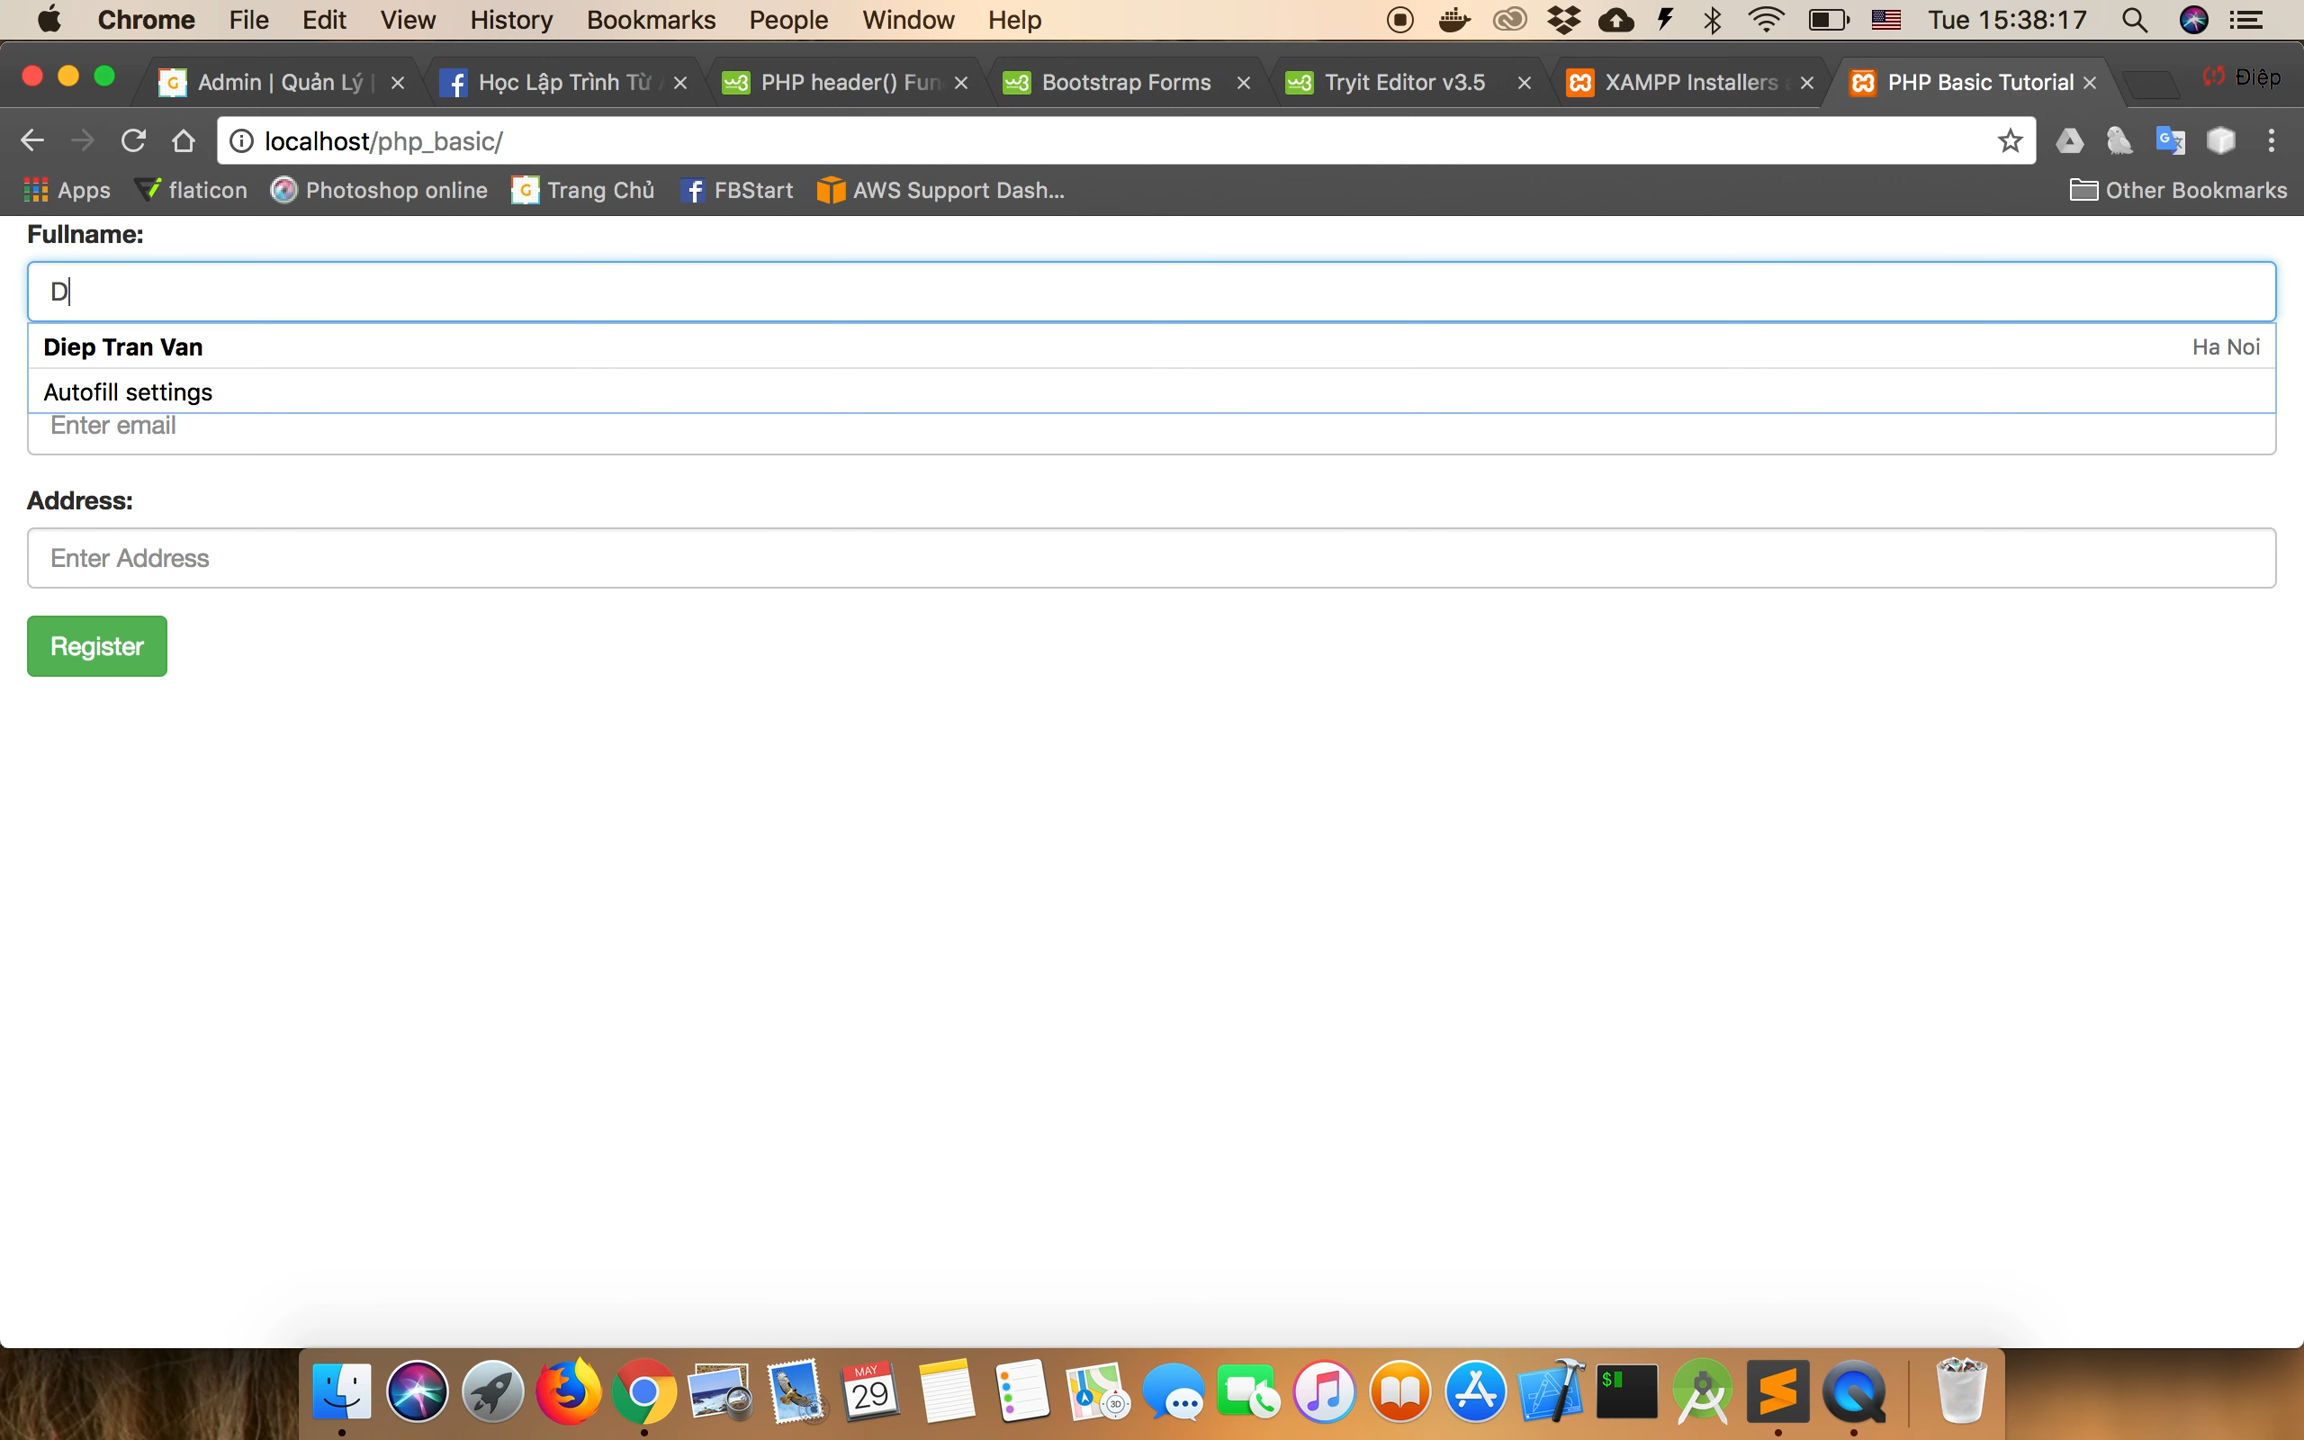 Chrome File Edit View History Bookmarks People Window Help Tue 15:38:17
Admin | Quản Lý | Học Lập Trình Từ PHP header() Fun Bootstrap Forms Tryit Editor v3.5 XAMPP Installers a PHP Basic Tutorial Điệp
localhost/php_basic/
Apps flaticon Photoshop online Trang Chủ FBStart AWS Support Dash... Other Bookmarks
Fullname:
D
Diep Tran Van Ha Noi
Autofill settings
Enter email
Address:
Enter Address
Register
MAY
29
3D
$